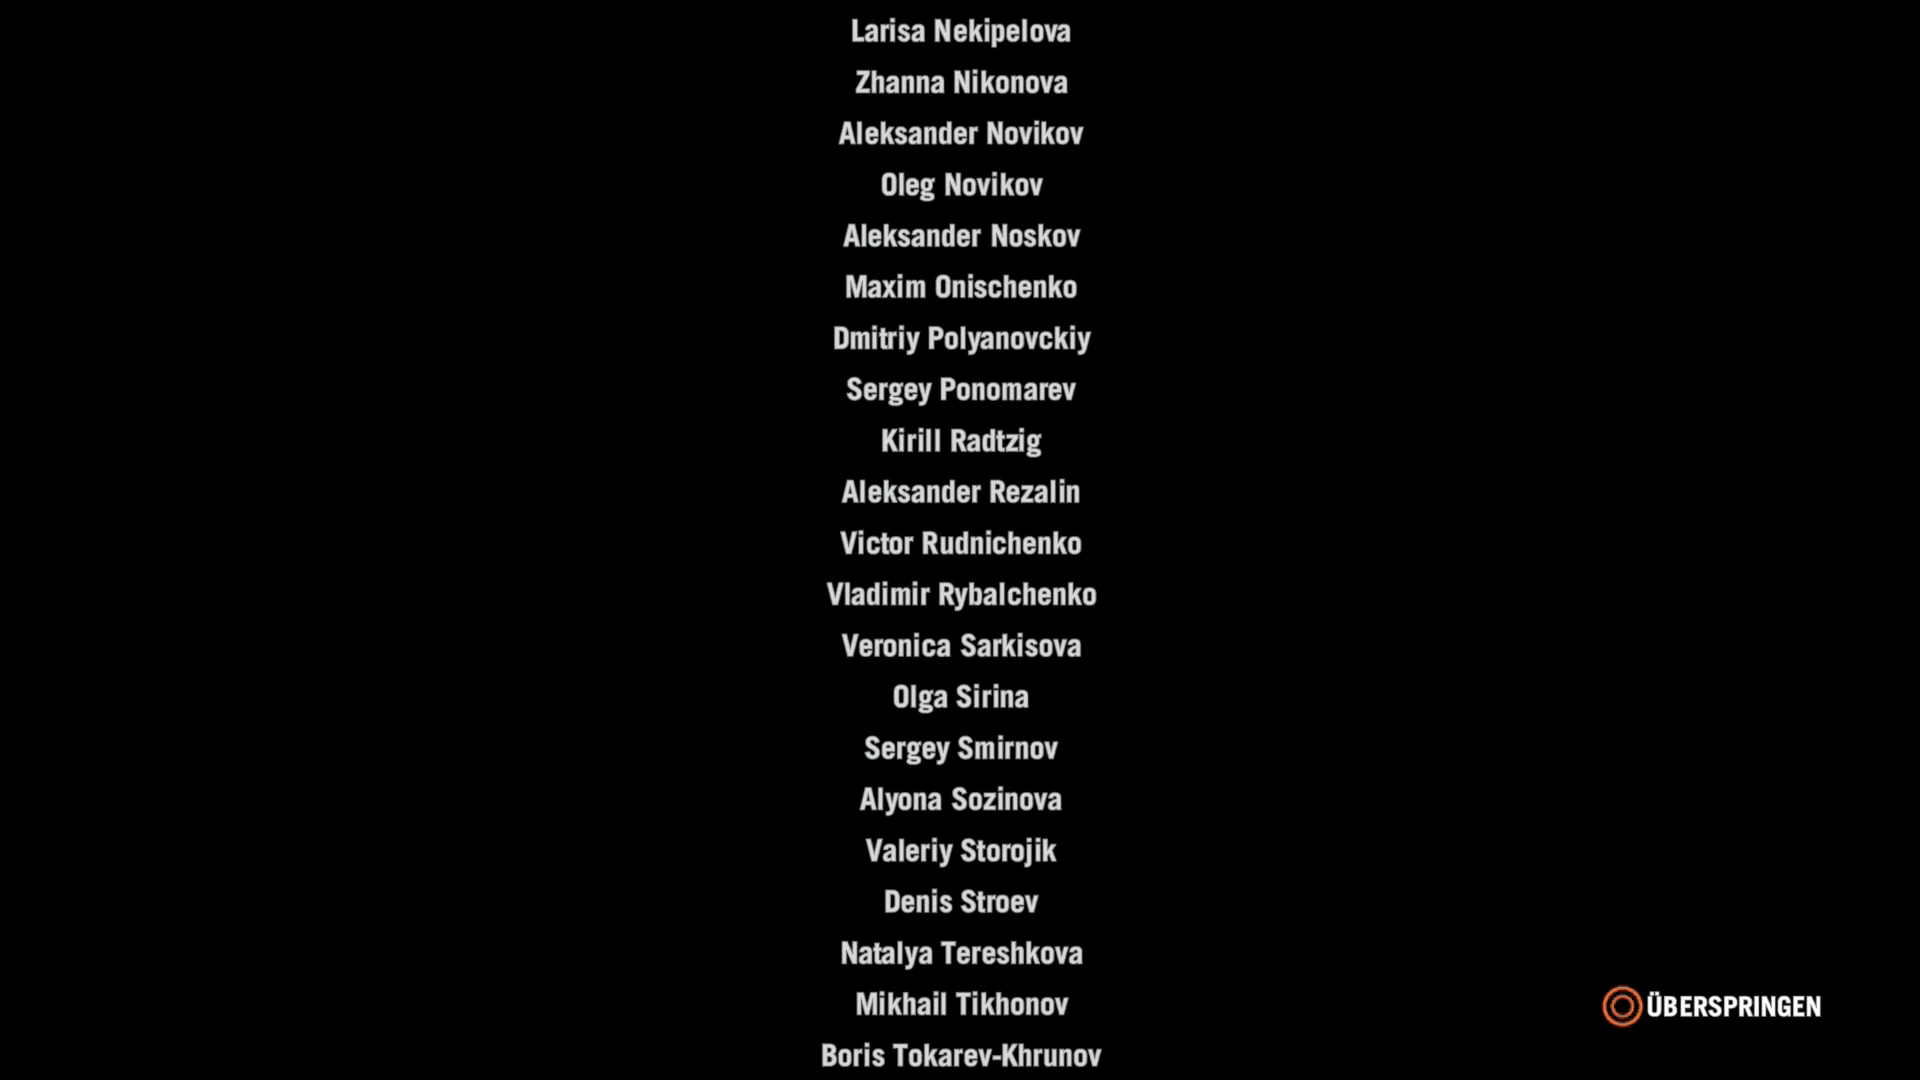 Larisa Nekipelova
Zhanna Nikonova
Aleksander Novikov
Oleg Novikov
Aleksander Noskov
Maxim Onischenko
Dmitriy Polyanovckiy
Sergey Ponomarev
Kirill Radtzig
Aleksander Rezalin
Victor Rudnichenko
Vladimir Rybalchenko
Veronica Sarkisova
Olga Sirina
Sergey Smirnov
Alyona Sozinova
Valeriy Storojik
Denis Stroev
Natalya Tereshkova
Mikhail Tikhonov
ÜBERSPRINGEN
Boris Tokarev-Khrunov